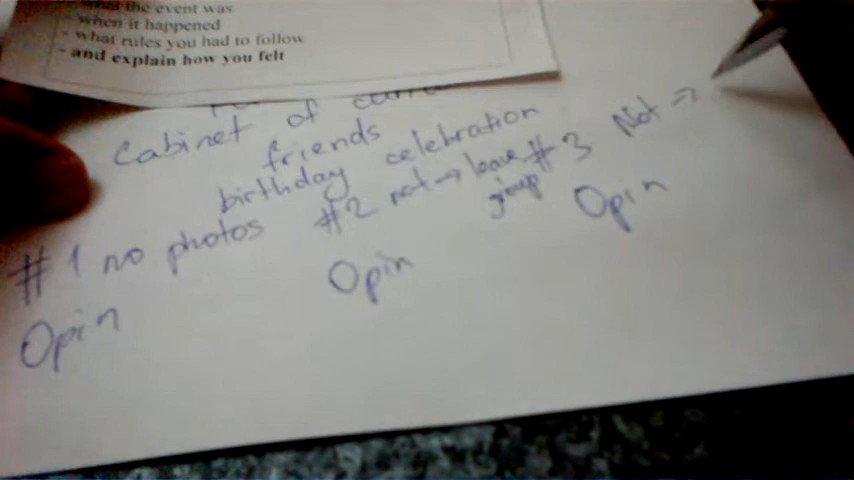 what the event was
- when it happened
- what rules you had to follow
- and explain how you felt
Cabinet of
friends
birthday celebration
#1 no photos #2 not → leave group #3 Not ⇒
Opin Opin Opin